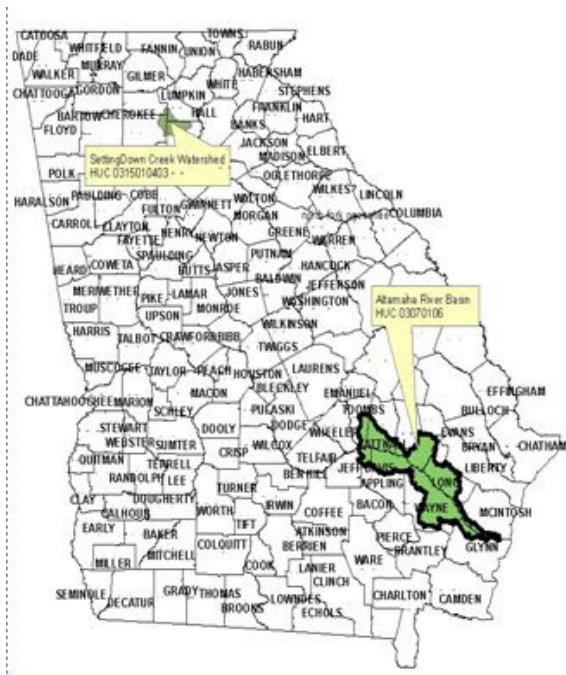 TOWNS
CATOOSA
WHITFIELD
FANNIN
UNION
RABUN
DADE
MURRAY
WALKER
GILMER
HABERSHAM
WHITE
CHATTOOGA
GORDON
LUMPKIN
STEPHENS
FRANKLIN
HART
BARTOW
CHEROKEE
HALL
BANKS
FLOYD
JACKSON
MADISON
ELBERT
SettingDown Creek Watershed
HUC 0315010403 - -
POLK
OGLETHORPE
WILKES
LINCOLN
HARALSON
PAULDING
COBB
GWINNETT
WALTON
COLUMBIA
FULTON
MORGAN
CARROLL
CLAYTON
HENRY
NEWTON
GREENE
WARREN
FAYETTE
SPAULDING
PUTNAM
HANCOCK
HEARD
COWETA
BUTTS
JASPER
BALDWIN
JEFFERSON
MERIWETHER
PIKE
LAMAR
JONES
WASHINGTON
TROUP
UPSON
MONROE
Altamaha River Basin
HUC 03070106
HARRIS
TALBOT
CRAWFORD
BIBB
WILKINSON
TWIGGS
MUSCOGEE
TAYLOR
PEACH
HOUSTON
LAURENS
BLECKLEY
EMANUEL
EFFINGHAM
CHATTAHOOCHEE
MARION
MACON
PULASKI
TOOMBS
BULLOCH
SCHLEY
DOOLY
DODGE
WHEELER
EVANS
STEWART
WEBSTER
SUMTER
WILCOX
TATTNALL
BRYAN
CHATHAM
QUITMAN
TERRELL
CRISP
TELFAIR
JEFF DAVIS
LONG
LIBERTY
RANDOLPH
LEE
BEN HILL
APPLING
CLAY
DOUGHERTY
TURNER
IRWIN
COFFEE
BACON
WAYNE
MCINTOSH
CALHOUN
WORTH
TIFT
EARLY
BAKER
ATKINSON
PIERCE
MITCHELL
COLQUITT
BERRIEN
BRANTLEY
GLYNN
MILLER
COOK
LANIER
WARE
SEMINOLE
DECATUR
GRADY
THOMAS
BROOKS
LOWNDES
CLINCH
ECHOLS
CHARLTON
CAMDEN